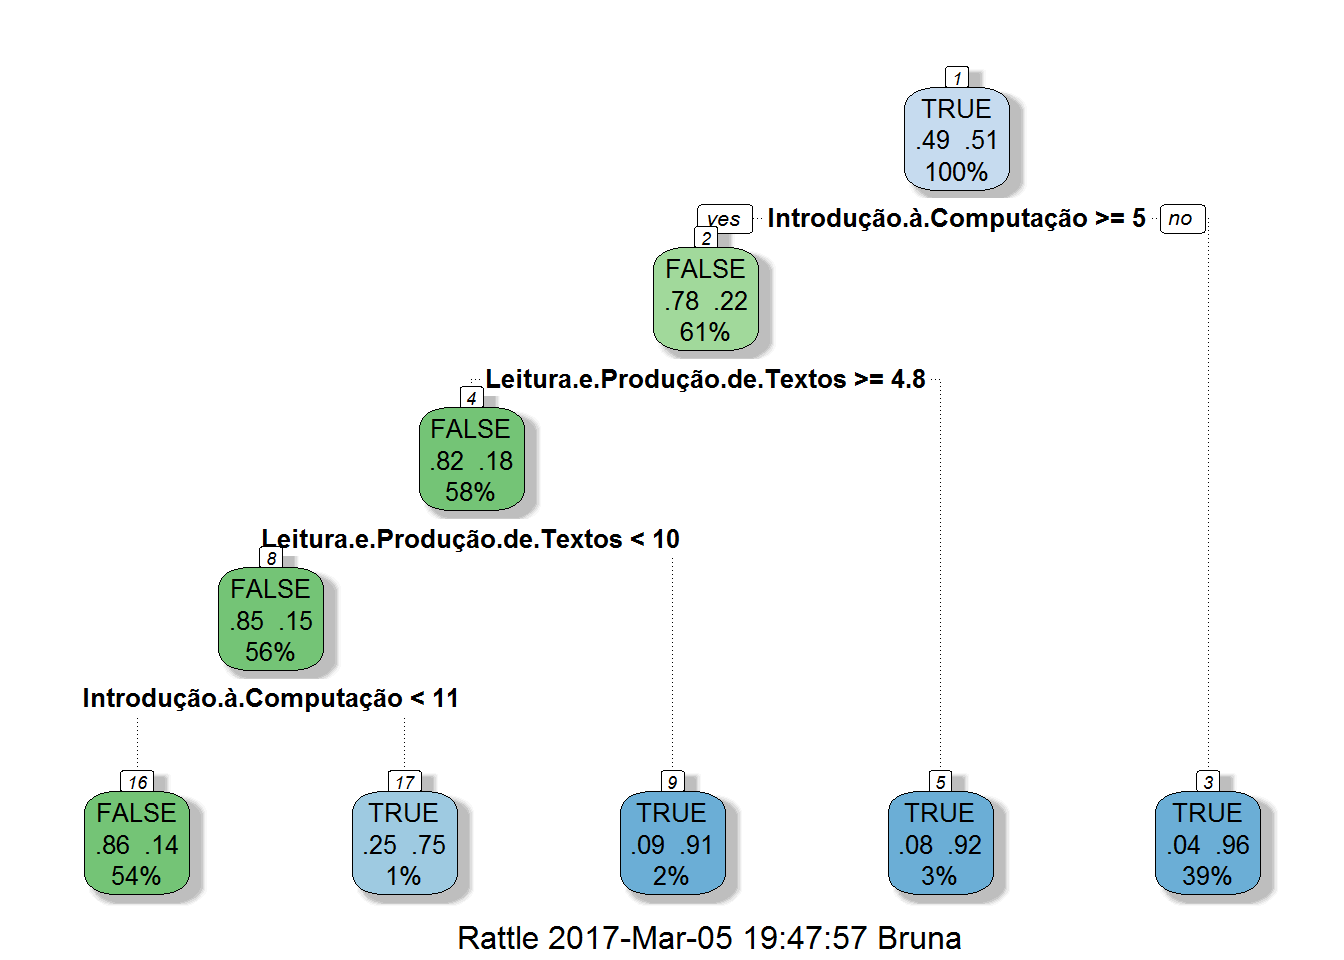 1
TRUE
.49 .51
100%
yes Introdução.à.Computação >= 5 no
2
FALSE
.78 .22
61%
Leitura.e.Produção.de.Textos >= 4.8
4
FALSE
.82 .18
58%
Leitura.e.Produção.de.Textos < 10
8
FALSE
.85 .15
56%
Introdução.à.Computação < 11
16
FALSE
.86 .14
54%
17
TRUE
.25 .75
1%
9
TRUE
.09 .91
2%
5
TRUE
.08 .92
3%
3
TRUE
.04 .96
39%
Rattle 2017-Mar-05 19:47:57 Bruna